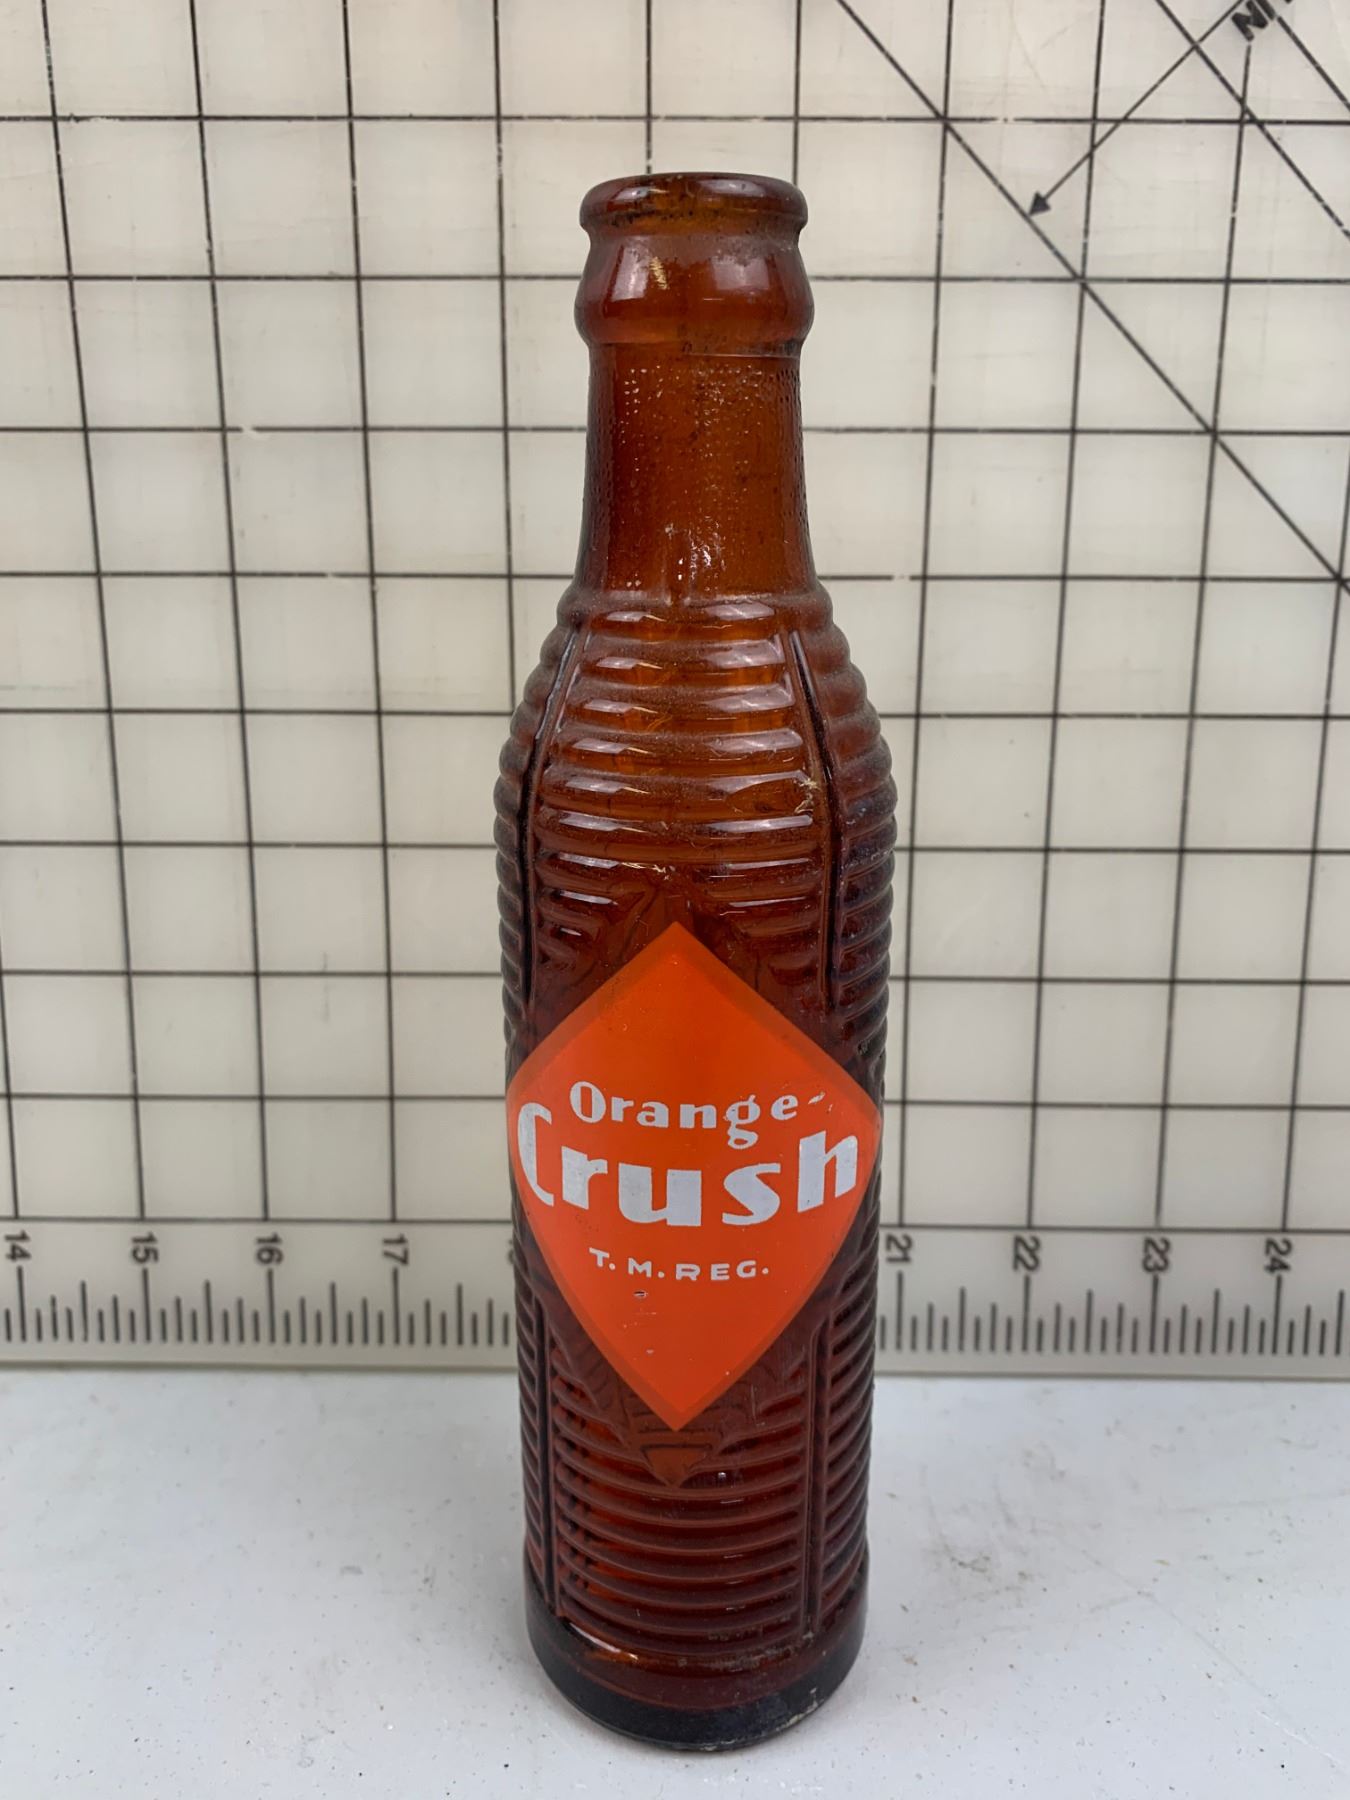 Orange-
Crush
T. M. REG.
14 15 16 17 21 22 23 24